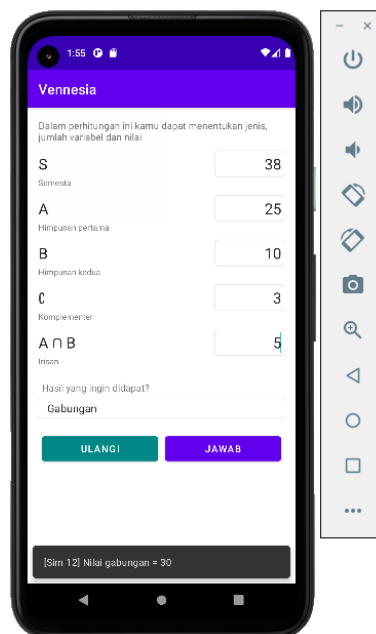 1:55
Vennesia
Dalam perhitungan ini kamu dapat menentukan jenis,
jumlah variabel dan nilai
S 38
Semesta
A 25
Himpunan pertama
B 10
Himpunan kedua
∁ 3
Komplementer
A ∩ B 5
Irisan
Hasil yang ingin didapat?
Gabungan
ULANGI JAWAB
[Sim 12] Nilai gabungan = 30